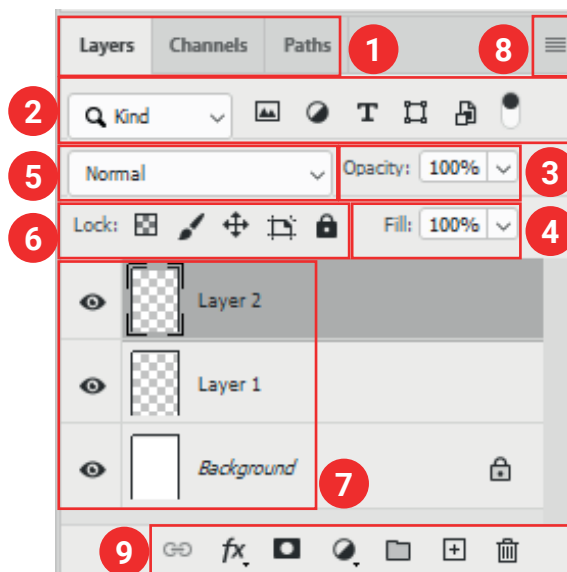 Layers Channels Paths 1 8
2 Kind T
5 Normal Opacity: 100% 3
6 Lock: Fill: 100% 4
Layer 2
Layer 1
Background 7
9 fx